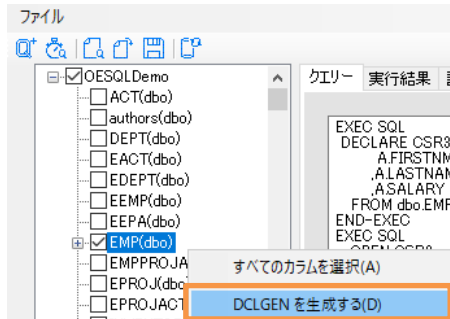 ファイル
OESQLDemo
ACT(dbo)
authors(dbo)
DEPT(dbo)
EACT(dbo)
EDEPT(dbo)
EEMP(dbo)
EEPA(dbo)
EMP(dbo)
EMPPROJA
EPROJ(dbo
EPROJACT
クエリー 実行結果
EXEC SQL
DECLARE CSR3
A.FIRSTNM
,A.LASTNAM
,A.SALARY
FROM dbo.EMP
END-EXEC
EXEC SQL
すべてのカラムを選択(A)
DCLGEN を生成する(D)